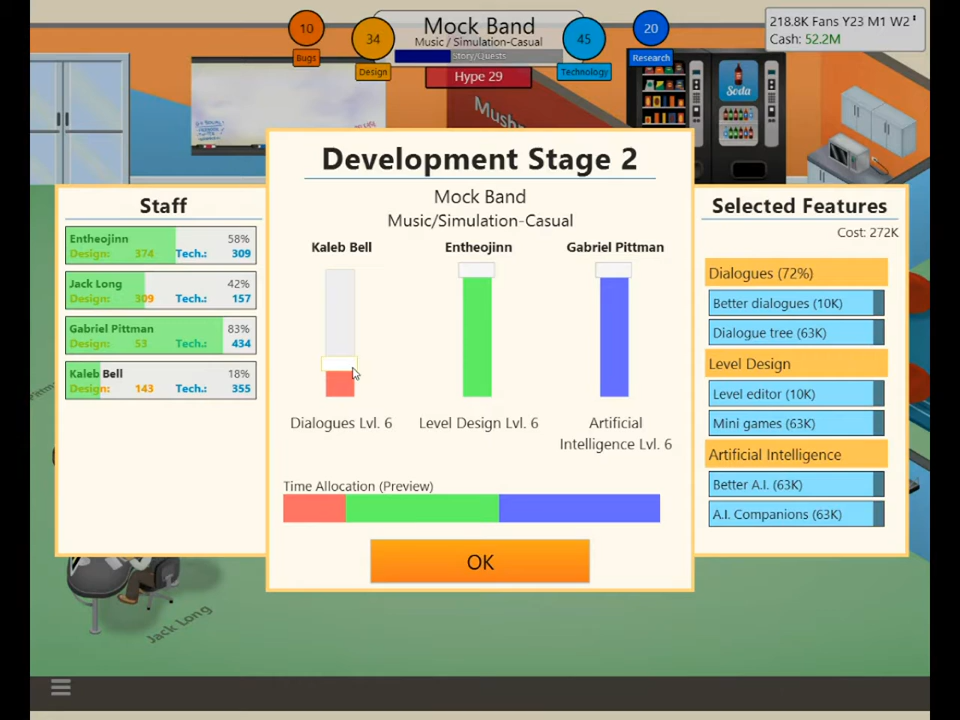 10
Bugs
34
Design
Mock Band
Music / Simulation-Casual
Story/Quests
Hype 29
45
Technology
20
Research
218.8K Fans Y23 M1 W2
Cash: 52.2M
Soda
Development Stage 2
Mock Band
Music/Simulation-Casual
Kaleb Bell
Entheojinn
Gabriel Pittman
Dialogues Lvl. 6
Level Design Lvl. 6
Artificial
Intelligence Lvl. 6
Time Allocation (Preview)
OK
Staff
Entheojinn 58%
Design: 374 Tech.: 309
Jack Long 42%
Design: 309 Tech.: 157
Gabriel Pittman 83%
Design: 53 Tech.: 434
Kaleb Bell 18%
Design: 143 Tech.: 355
Selected Features
Cost: 272K
Dialogues (72%)
Better dialogues (10K)
Dialogue tree (63K)
Level Design
Level editor (10K)
Mini games (63K)
Artificial Intelligence
Better A.I. (63K)
A.I. Companions (63K)
Jack Long